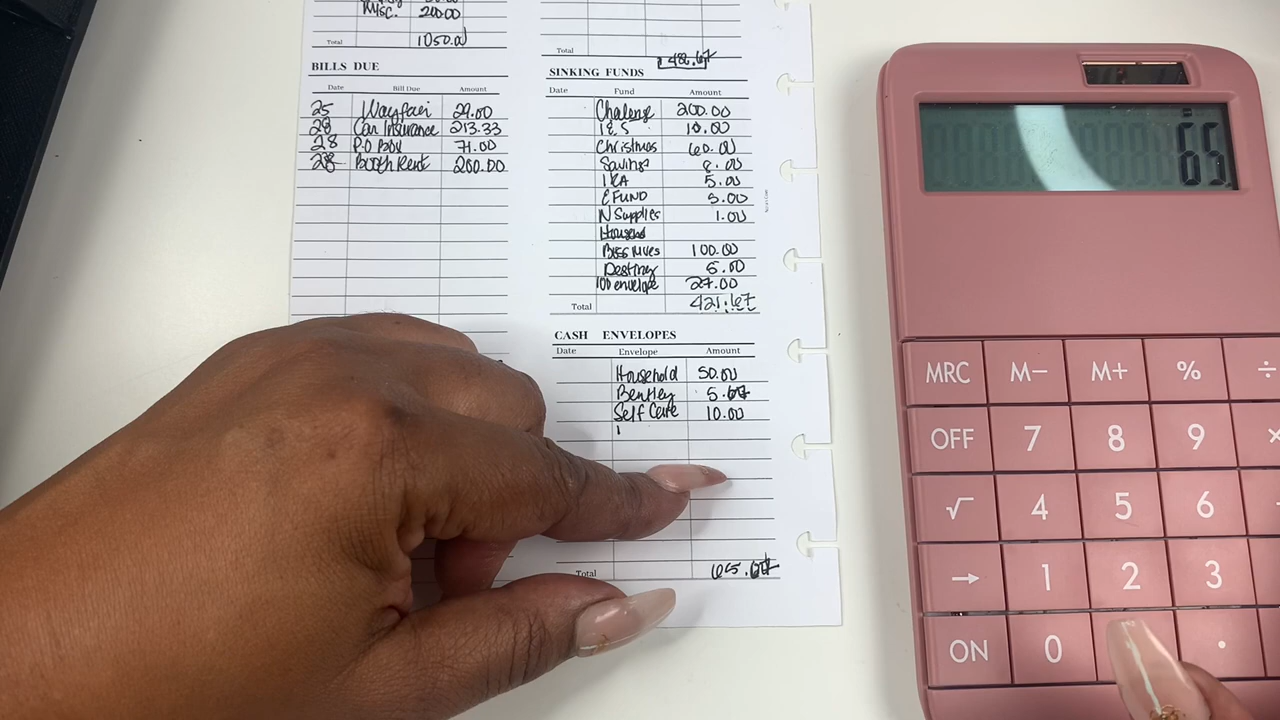 Misc. 200.00
Total 1050.00
BILLS DUE
Date Bill Due Amount
25 Wayfair 29.00
28 Car Insurance 213.33
28 P.O Box 71.00
28 Booth Rent 200.00
Total
486.67
SINKING FUNDS
Date Fund Amount
Challenge 200.00
10.00
Christmas 60.00
Savings 8.00
IRA 5.00
E FUND 5.00
N Supplies 1.00
Household
100.00
Destiny 5.00
100 envelope 27.00
Total 421.67
CASH ENVELOPES
Date Envelope Amount
Household 50.00
Bentley 5.67
Self Care 10.00
Total 65.67
65.
MRC M− M+ % ÷
OFF 7 8 9 ×
√ 4 5 6
→ 1 2 3
ON 0 .